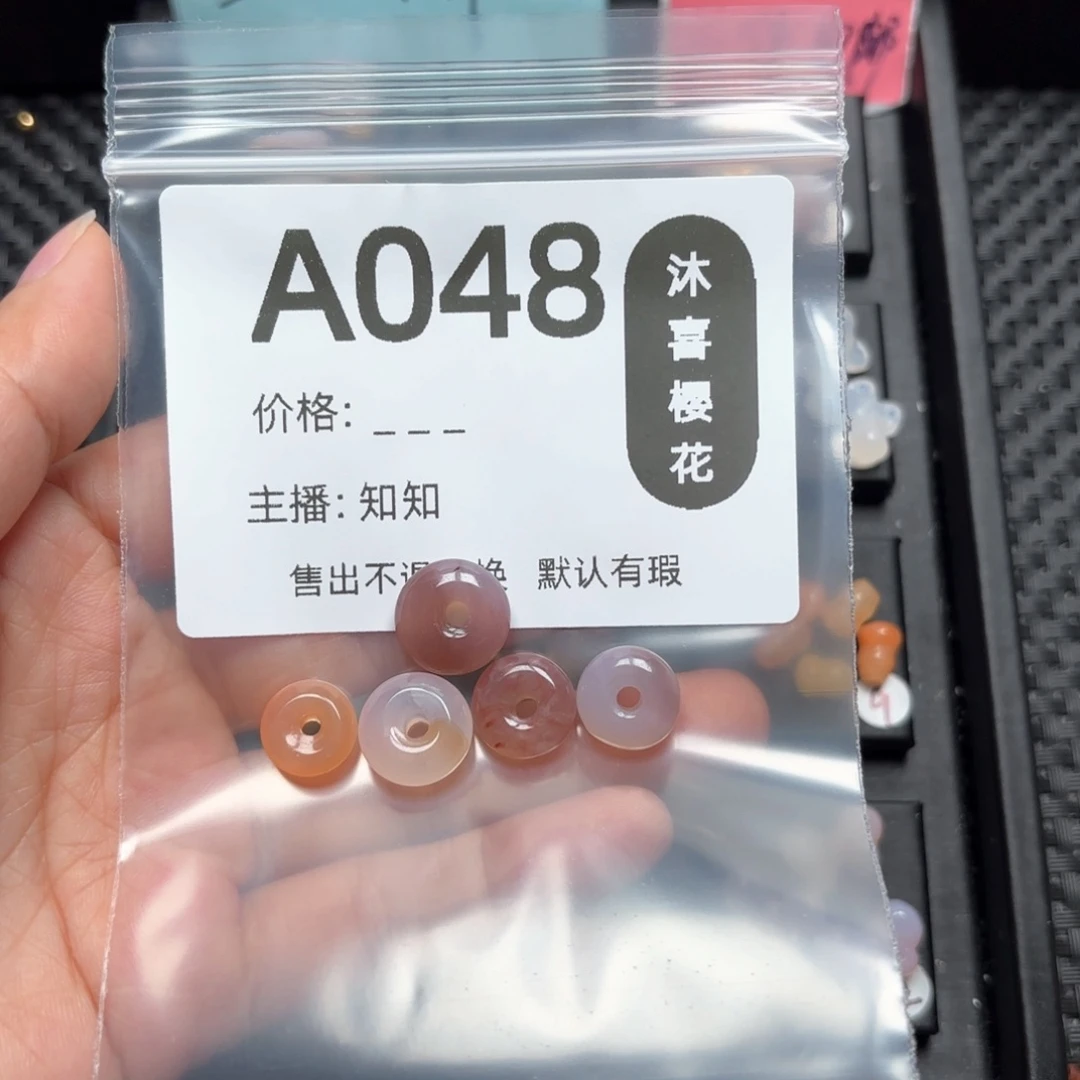 A048
沐喜樱花
价格: _ _ _
主播: 知知
售出不退 换 默认有瑕
9